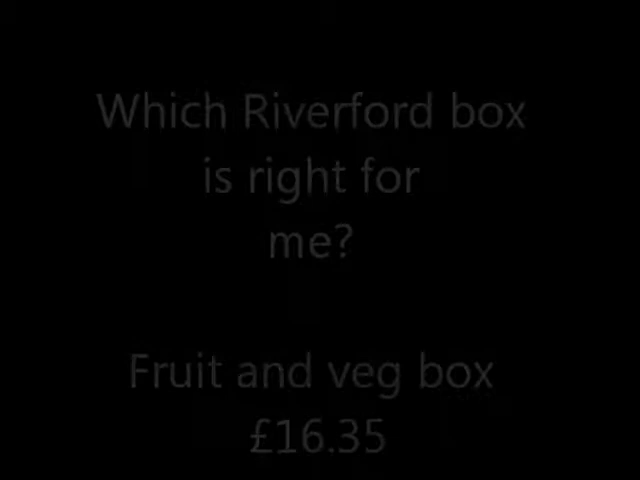 Which Riverford box
is right for
me?
Fruit and veg box
£16.35